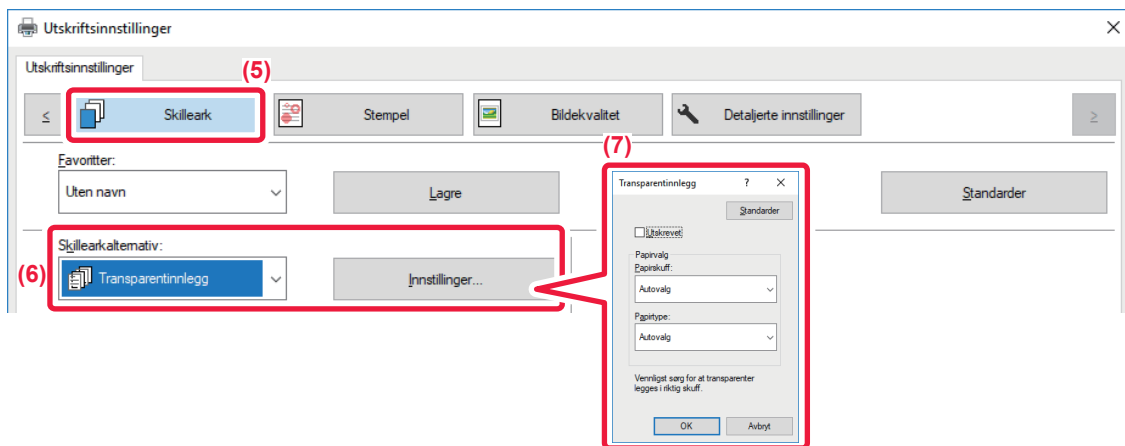 Utskriftsinnstillinger
Utskriftsinnstillinger
(5)
< Skilleark Stempel Bildekvalitet Detaljerte innstillinger >
(7)
Favoritter:
Uten navn Lagre Standarder
(6)
Skillearkalternativ:
Transparentinnlegg Innstillinger...
Transparentinnlegg ? ×
Standarder
Utskrevet
Papirvalg
Papirskuff:
Autovalg
Papirtype:
Autovalg
Vennligst sørg for at transparenter
legges i riktig skuff.
OK Avbryt